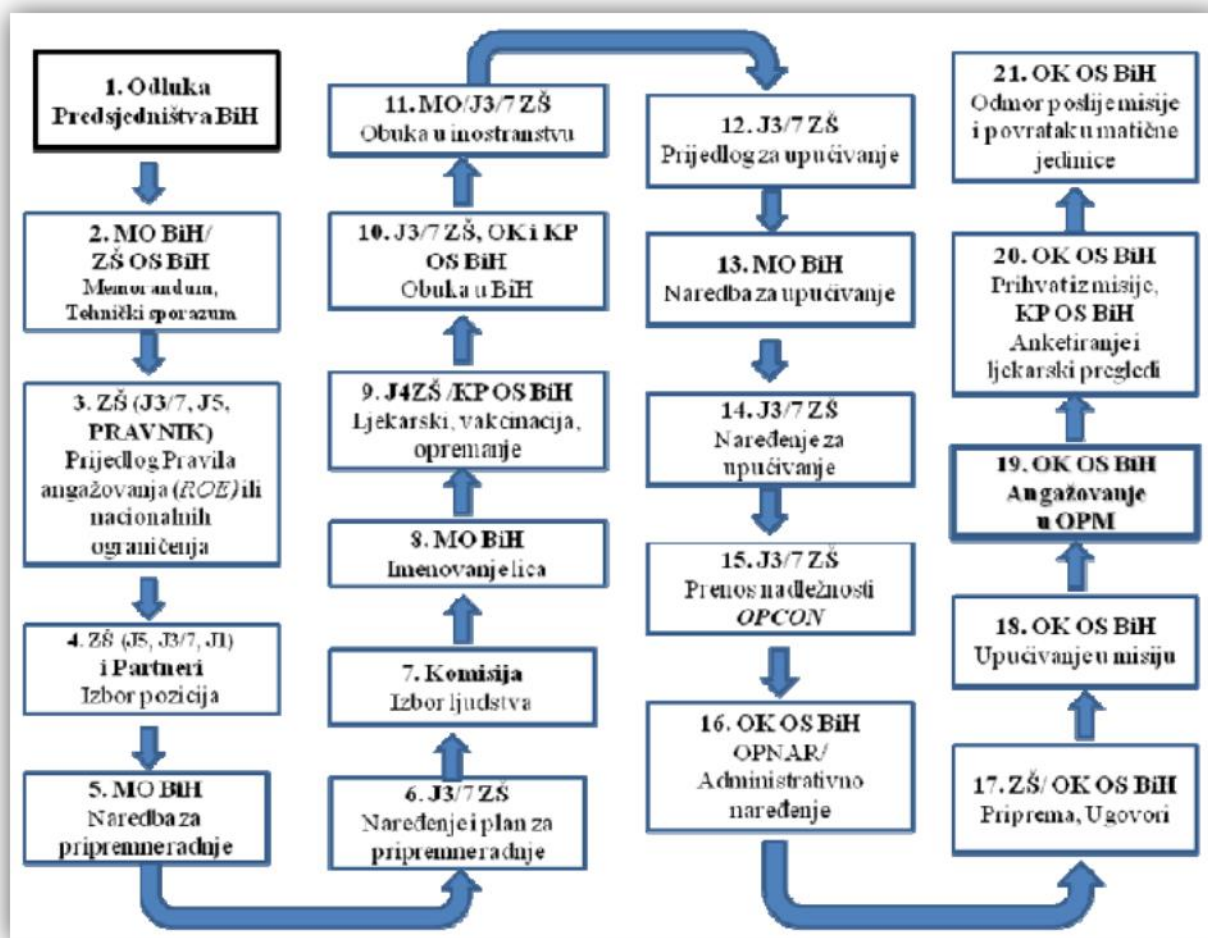 1. Odluka
Predsjedništva BiH
2. MO BiH/
ZŠ OS BiH
Memorandum,
Tehnički sporazum
3. ZŠ (J3/7, J5,
PRAVNIK)
Prijedlog Pravila
angažovanja (ROE) ili
nacionalnih
ograničenja
4. ZŠ (J5, J3/7, J1)
i Partneri
Izbor pozicija
5. MO BiH
Naredba za
pripremne radnje
6. J3/7 ZŠ
Naređenje i plan za
pripremne radnje
7. Komisija
Izbor ljudstva
8. MO BiH
Imenovanje lica
9. J4 ZŠ /KP OS BiH
Ljekarski, vakcinacija,
opremanje
10. J3/7 ZŠ, OK i KP
OS BiH
Obuka u BiH
11. MO/J3/7 ZŠ
Obuka u inostranstvu
12. J3/7 ZŠ
Prijedlog za upućivanje
13. MO BiH
Naredba za upućivanje
14. J3/7 ZŠ
Naređenje za
upućivanje
15. J3/7 ZŠ
Prenos nadležnosti
OPCON
16. OK OS BiH
OPNAR/
Administrativno
naređenje
17. ZŠ/ OK OS BiH
Priprema, Ugovori
18. OK OS BiH
Upućivanje u misiju
19. OK OS BiH
Angažovanje
u OPM
20. OK OS BiH
Prihvat iz misije,
KP OS BiH
Anketiranje i
ljekarski pregledi
21. OK OS BiH
Odmor poslije misije
i povratak u matične
jedinice